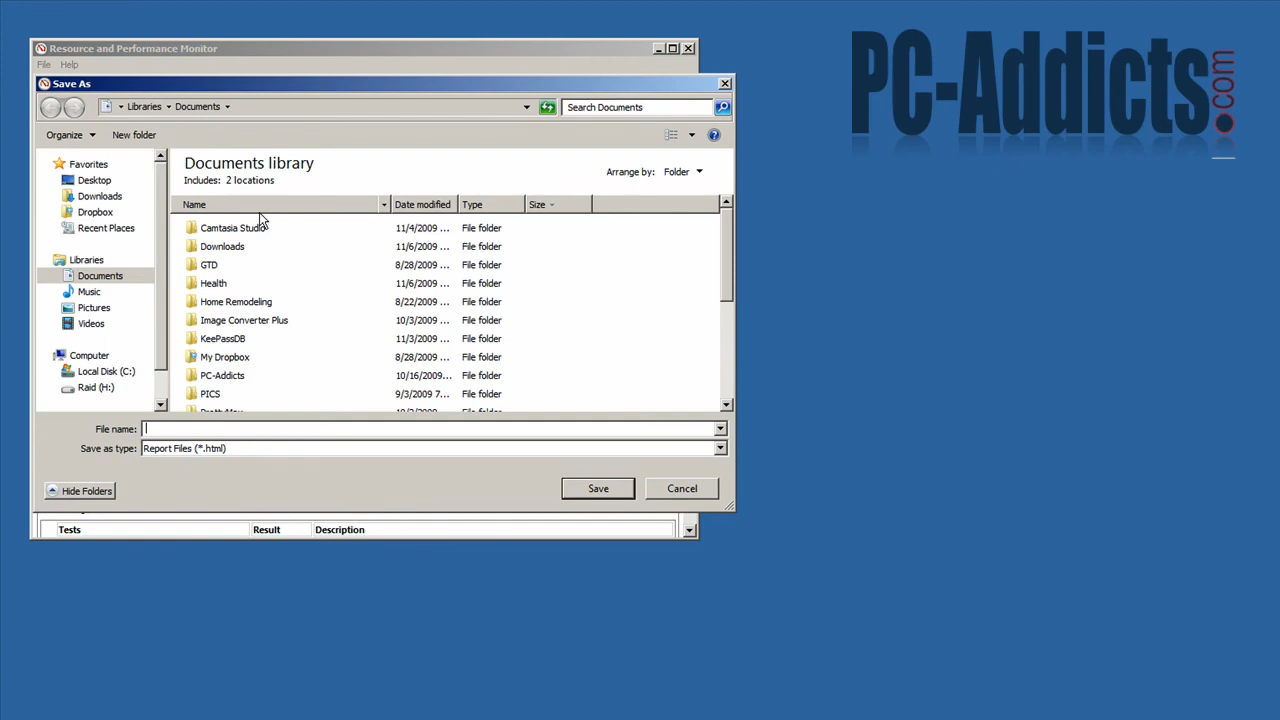 Resource and Performance Monitor
File Help
Save As
Libraries Documents
Search Documents
Organize New folder
Favorites
Desktop
Downloads
Dropbox
Recent Places
Libraries
Documents
Music
Pictures
Videos
Computer
Local Disk (C:)
Raid (H:)
Documents library
Includes: 2 locations
Arrange by: Folder
Name Date modified Type Size
Camtasia Studio 11/4/2009 ... File folder
Downloads 11/6/2009 ... File folder
GTD 8/28/2009 ... File folder
Health 11/6/2009 ... File folder
Home Remodeling 8/22/2009 ... File folder
Image Converter Plus 10/3/2009 ... File folder
KeePassDB 11/3/2009 ... File folder
My Dropbox 8/28/2009 ... File folder
PC-Addicts 10/16/2009... File folder
PICS 9/3/2009 7... File folder
File name:
Save as type: Report Files (*.html)
Hide Folders
Save Cancel
Tests Result Description
PC-Addicts.com